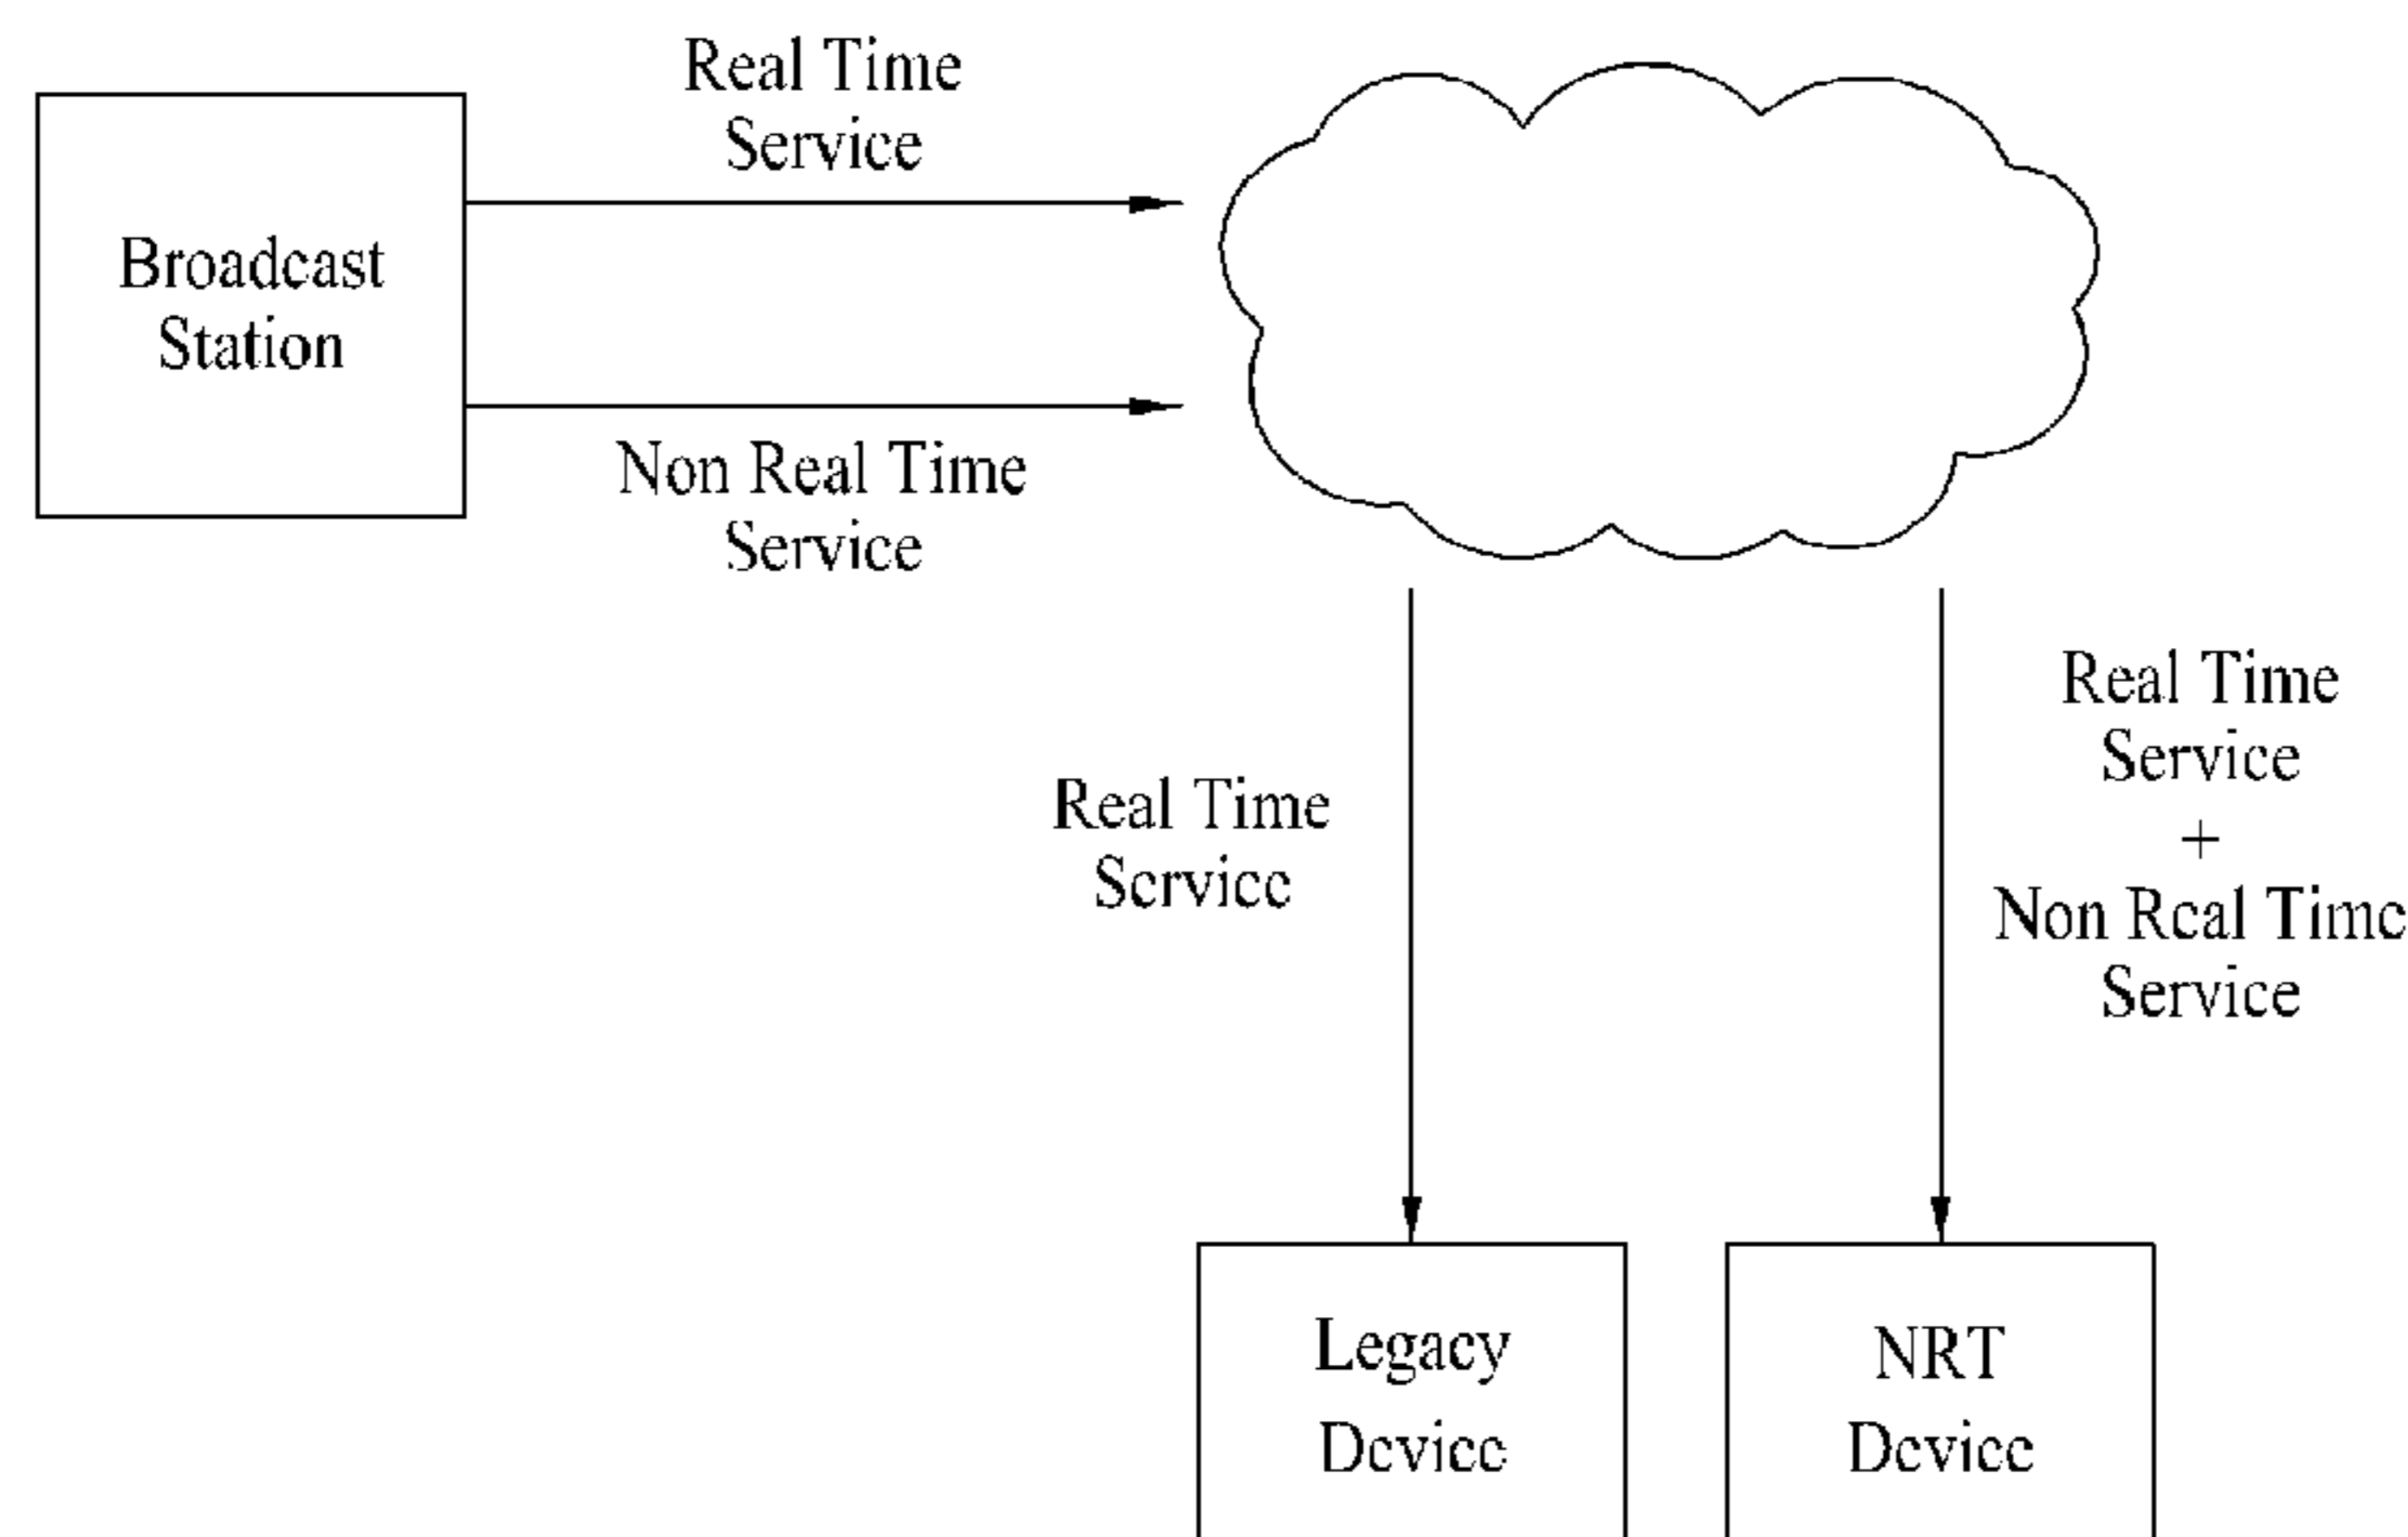 Real Time
Service
Broadcast
Station
Non Real Time
Service
Real Time
Service
Real Time
Service
+
Non Real Time
Service
Legacy
Device
NRT
Device